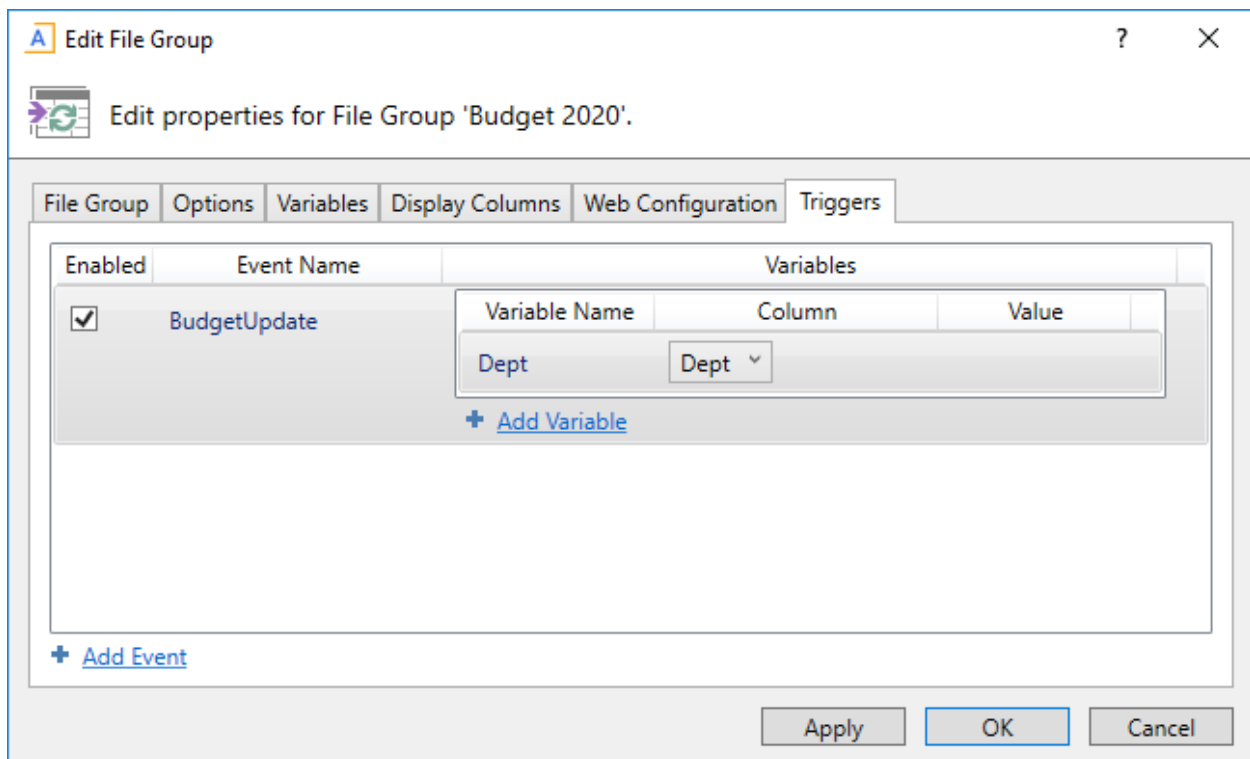 A Edit File Group ?
Edit properties for File Group 'Budget 2020'.
File Group Options Variables Display Columns Web Configuration Triggers
Enabled Event Name Variables
BudgetUpdate
Variable Name Column Value
Dept Dept
Add Variable
Add Event
Apply OK Cancel